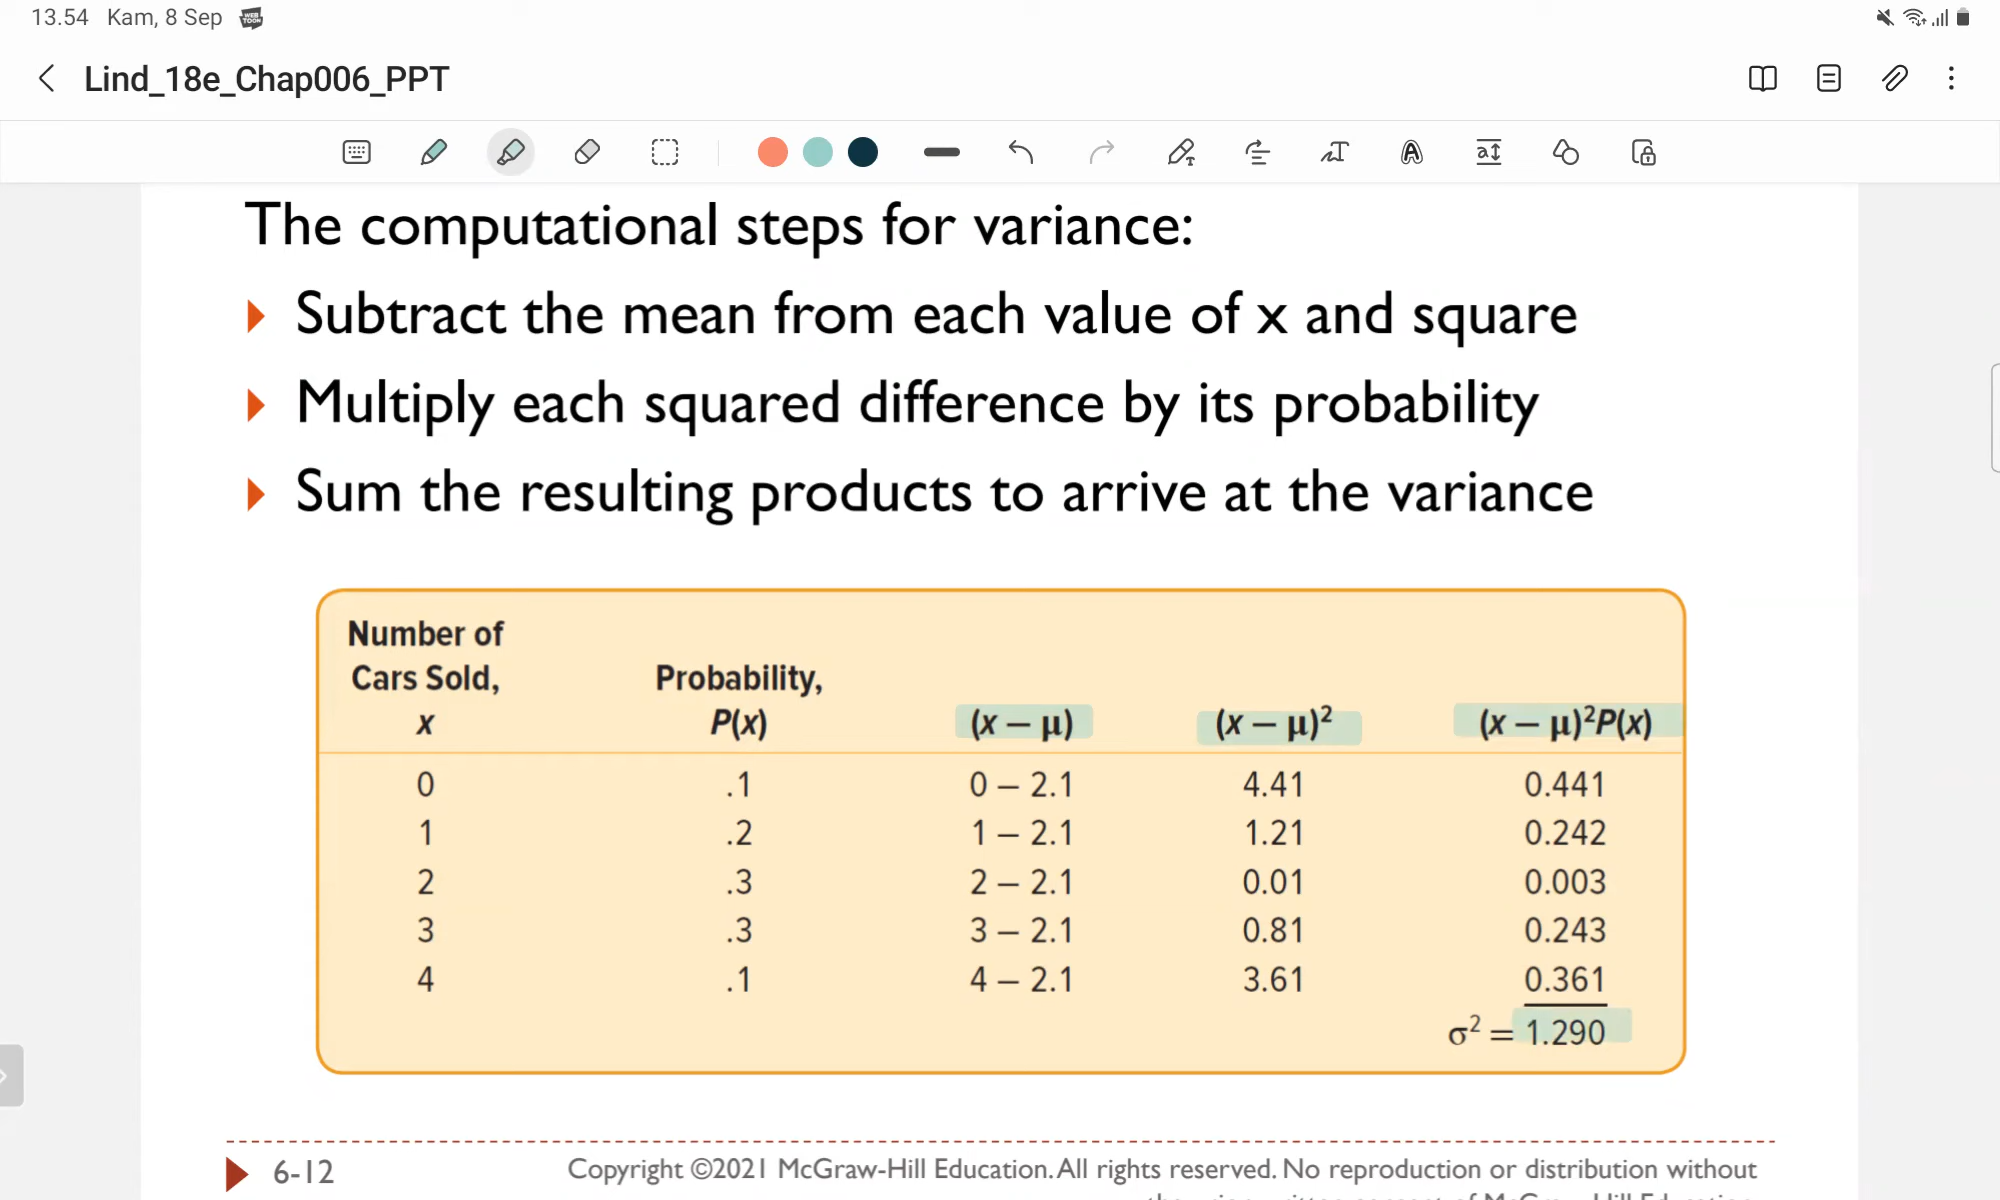 13.54 Kam, 8 Sep WEB TOON
Lind_18e_Chap006_PPT
The computational steps for variance:
Subtract the mean from each value of x and square
Multiply each squared difference by its probability
Sum the resulting products to arrive at the variance
Number of
Cars Sold, Probability,
x P(x) (x – μ) (x – μ)² (x – μ)²P(x)
0 .1 0 – 2.1 4.41 0.441
1 .2 1 – 2.1 1.21 0.242
2 .3 2 – 2.1 0.01 0.003
3 .3 3 – 2.1 0.81 0.243
4 .1 4 – 2.1 3.61 0.361
σ² = 1.290
6-12 Copyright ©2021 McGraw-Hill Education. All rights reserved. No reproduction or distribution without